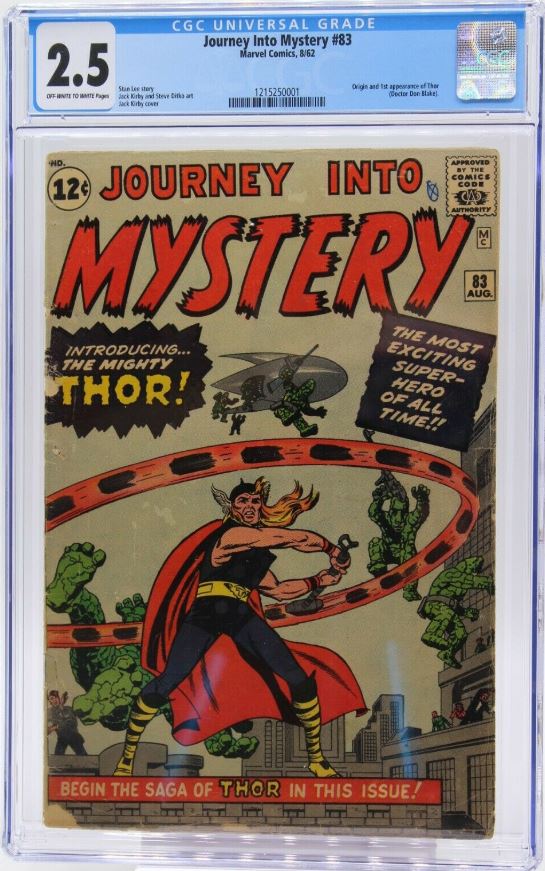 CGC UNIVERSAL GRADE
2.5
OFF-WHITE TO WHITE Pages
Journey Into Mystery #83
Marvel Comics, 8/62
Stan Lee story
Jack Kirby and Steve Ditko art
Jack Kirby cover
1215250001
Origin and 1st appearance of Thor
(Doctor Don Blake).
CGC
IND.
12¢
JOURNEY INTO
MYSTERY
APPROVED
BY THE
COMICS
CODE
CA
AUTHORITY
MC
83
AUG.
INTRODUCING...
THE MIGHTY
THOR!
THE MOST
EXCITING
SUPER-
HERO
OF ALL
TIME!!
BEGIN THE SAGA OF THOR IN THIS ISSUE!